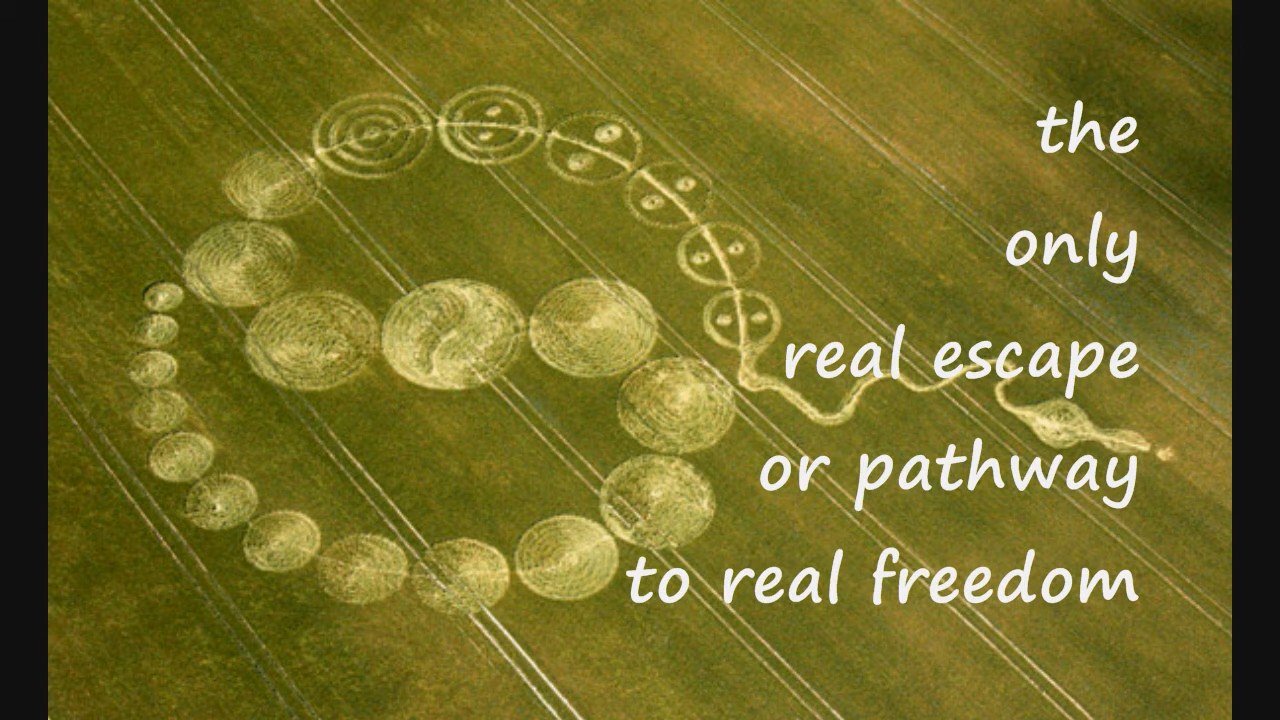 the
only
real escape
or pathway
to real freedom